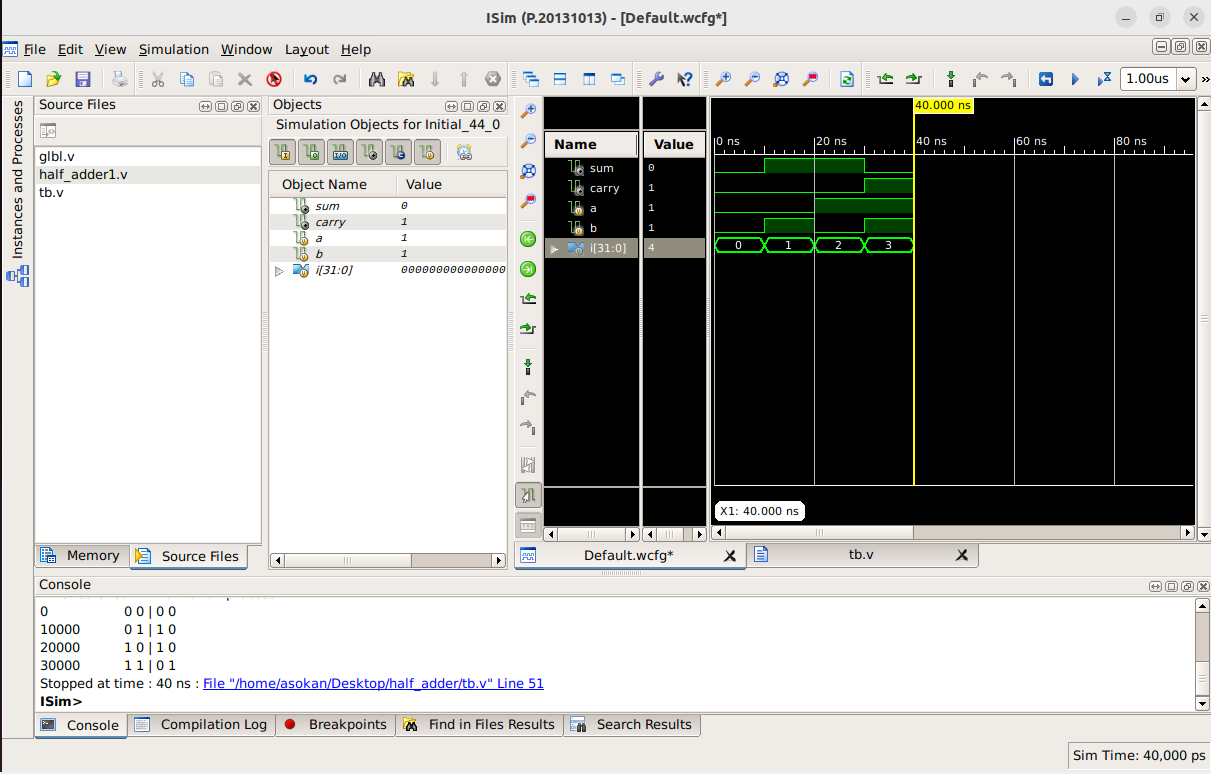 ISim (P.20131013) - [Default.wcfg*]
File Edit View Simulation Window Layout Help
1.00us »
Instances and Processes
Source Files
glbl.v
half_adder1.v
tb.v
Memory Source Files
Objects
Simulation Objects for Initial_44_0
Object Name Value
sum 0
carry 1
a 1
b 1
i[31:0] 000000000000000
Name Value
sum 0
carry 1
a 1
b 1
i[31:0] 4
40.000 ns
0 ns 20 ns 40 ns 60 ns 80 ns
0 1 2 3
X1: 40.000 ns
Default.wcfg* tb.v
Console
0 0 0 | 0 0
10000 0 1 | 1 0
20000 1 0 | 1 0
30000 1 1 | 0 1
Stopped at time : 40 ns : File "/home/asokan/Desktop/half_adder/tb.v" Line 51
ISim>
Console Compilation Log Breakpoints Find in Files Results Search Results
Sim Time: 40,000 ps